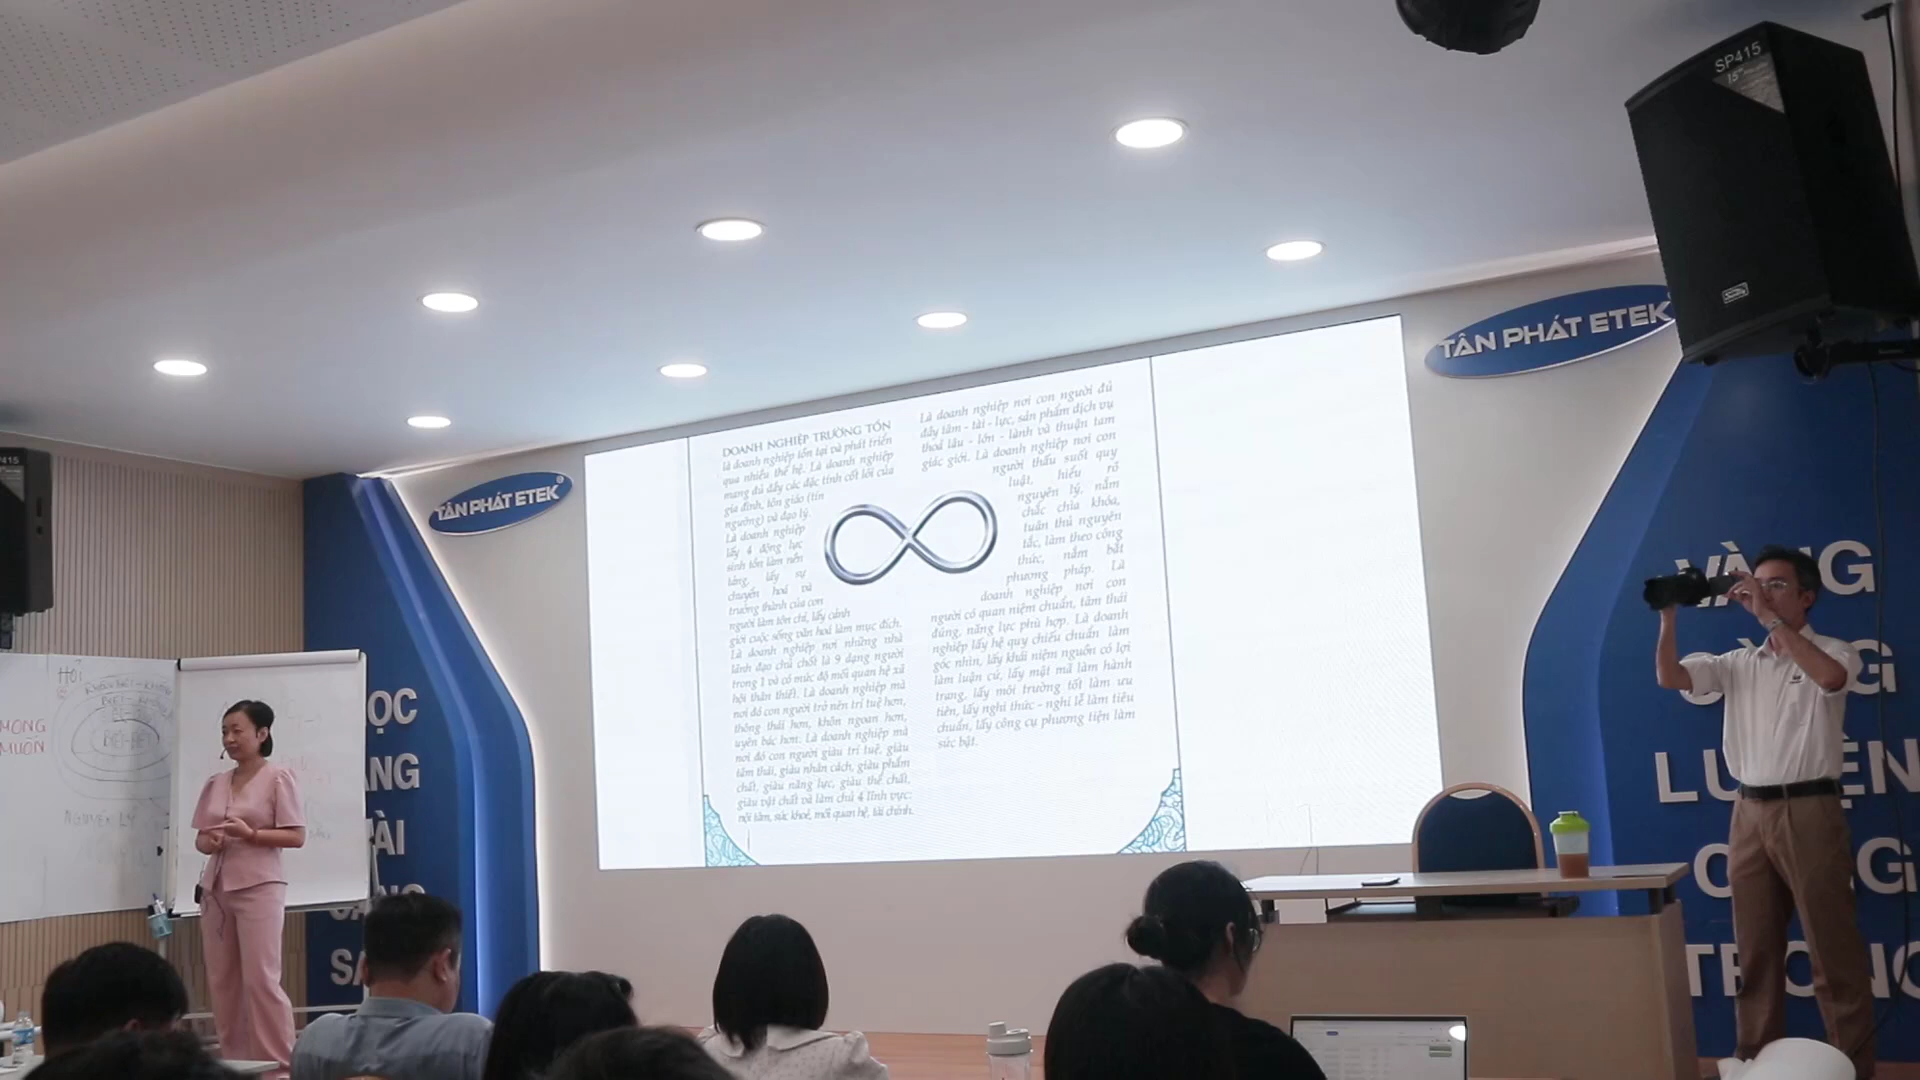 SP415
15"
TÂN PHÁT ETEK
TÂN PHÁT ETEK®
DOANH NGHIỆP TRƯỜNG TỒN
là doanh nghiệp tồn tại và phát triển
qua nhiều thế hệ. Là doanh nghiệp
mang đủ đầy các đặc tính cốt lõi của
gia đình, tôn giáo (tín
ngưỡng) và đạo lý.
Là doanh nghiệp
lấy 4 động lực
sinh tồn làm nền
tảng, lấy sự
chuyển hoá và
trưởng thành của con
người làm tôn chỉ, lấy cảnh
giới cuộc sống văn hoá làm mục đích.
Là doanh nghiệp nơi những nhà
lãnh đạo chủ chốt là 9 dạng người
trong 1 và có mức độ mối quan hệ xã
hội thân thiết. Là doanh nghiệp mà
nơi đó con người trở nên trí tuệ hơn,
thông thái hơn, khôn ngoan hơn,
uyên bác hơn. Là doanh nghiệp mà
nơi đó con người giàu trí tuệ, giàu
tâm thái, giàu nhân cách, giàu phẩm
chất, giàu năng lực, giàu thể chất,
giàu vật chất và làm chủ 4 lĩnh vực:
nội tâm, sức khoẻ, mối quan hệ, tài chính.
Là doanh nghiệp nơi con người đủ
đầy tâm - tài - lực, sản phẩm dịch vụ
thoả lâu - lớn - lành và thuận tam
giác giới. Là doanh nghiệp nơi con
người thấu suốt quy
luật, hiểu rõ
nguyên lý, nắm
chắc chìa khóa,
tuân thủ nguyên
tắc, làm theo công
thức, nắm bắt
phương pháp. Là
doanh nghiệp nơi con
người có quan niệm chuẩn, tâm thái
đúng, năng lực phù hợp. Là doanh
nghiệp lấy hệ quy chiếu chuẩn làm
góc nhìn, lấy khái niệm nguồn có lợi
làm luận cứ, lấy mật mã làm hành
trang, lấy môi trường tốt làm ưu
tiên, lấy nghi thức - nghi lễ làm tiêu
chuẩn, lấy công cụ phương tiện làm
sức bật.
HỎI
MONG
MUỐN
BIẾT-BIẾT
NGUYÊN LÝ
VÀNG
LUYỆN
TRONG